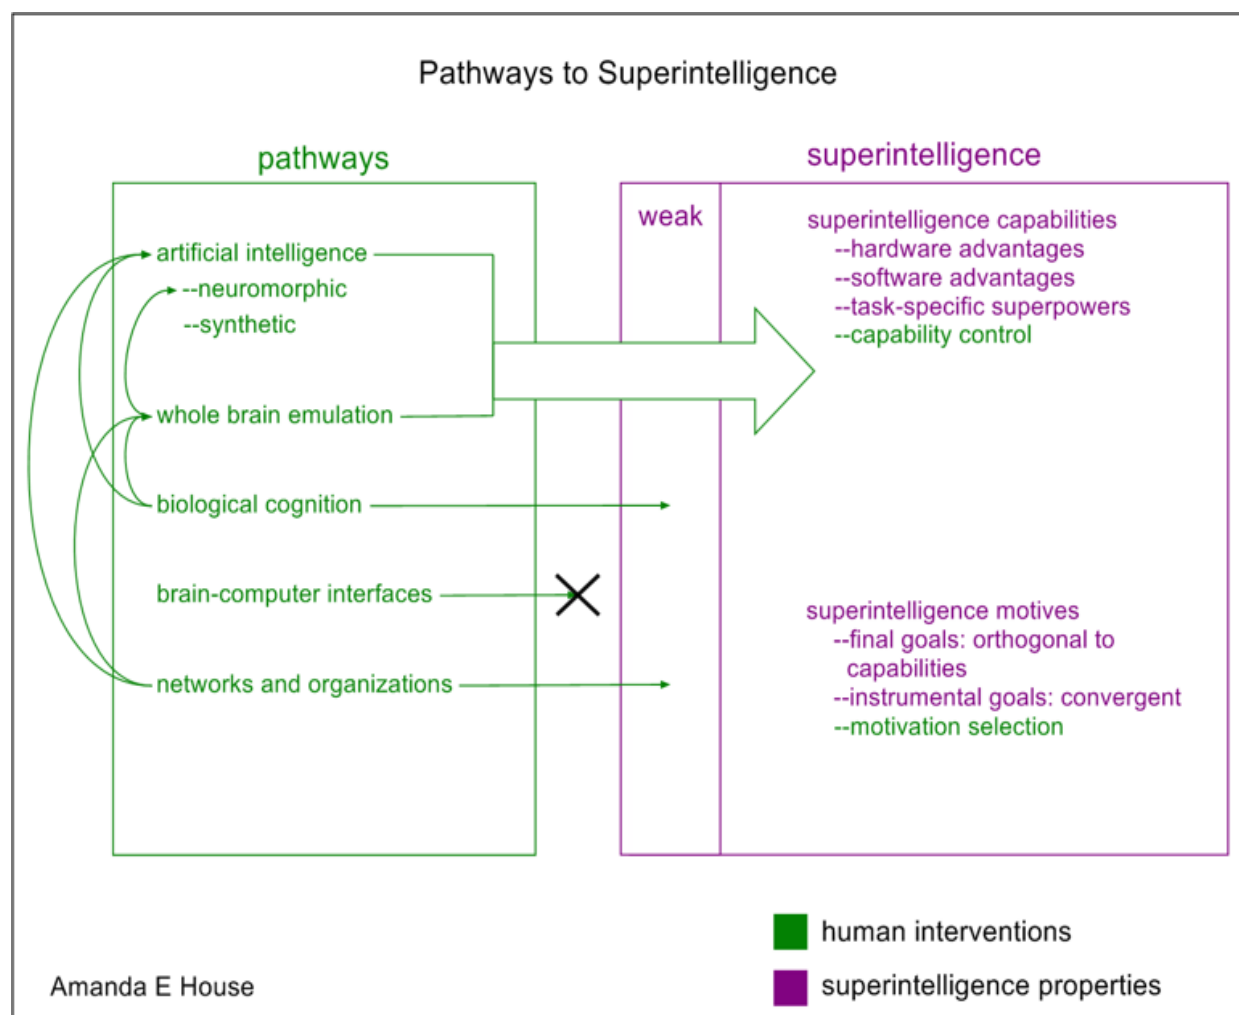 Pathways to Superintelligence
pathways
artificial intelligence
--neuromorphic
--synthetic
whole brain emulation
biological cognition
brain-computer interfaces
networks and organizations
superintelligence
weak
superintelligence capabilities
--hardware advantages
--software advantages
--task-specific superpowers
--capability control
superintelligence motives
--final goals: orthogonal to
capabilities
--instrumental goals: convergent
--motivation selection
human interventions
superintelligence properties
Amanda E House